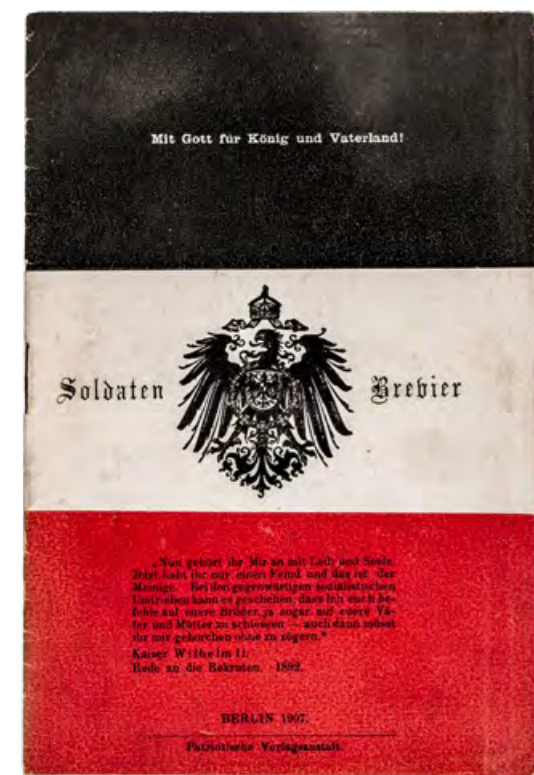 Mit Gott für König und Vaterland!
Soldaten Brevier
„Nun gehört ihr Mir an mit Leib und Seele.
Jetzt habt ihr nur einen Feind und das ist der
Meinige. Bei den gegenwärtigen sozialistischen
Umtrieben kann es geschehen, dass Ich euch be-
fehle auf euere Brüder, ja sogar auf euere Vä-
ter und Mütter zu schiessen — auch dann müsst
ihr mir gehorchen ohne zu zögern."
Kaiser Wilhelm II.
Rede an die Rekruten. 1892.
BERLIN 1907.
Patriotische Verlagsanstalt.